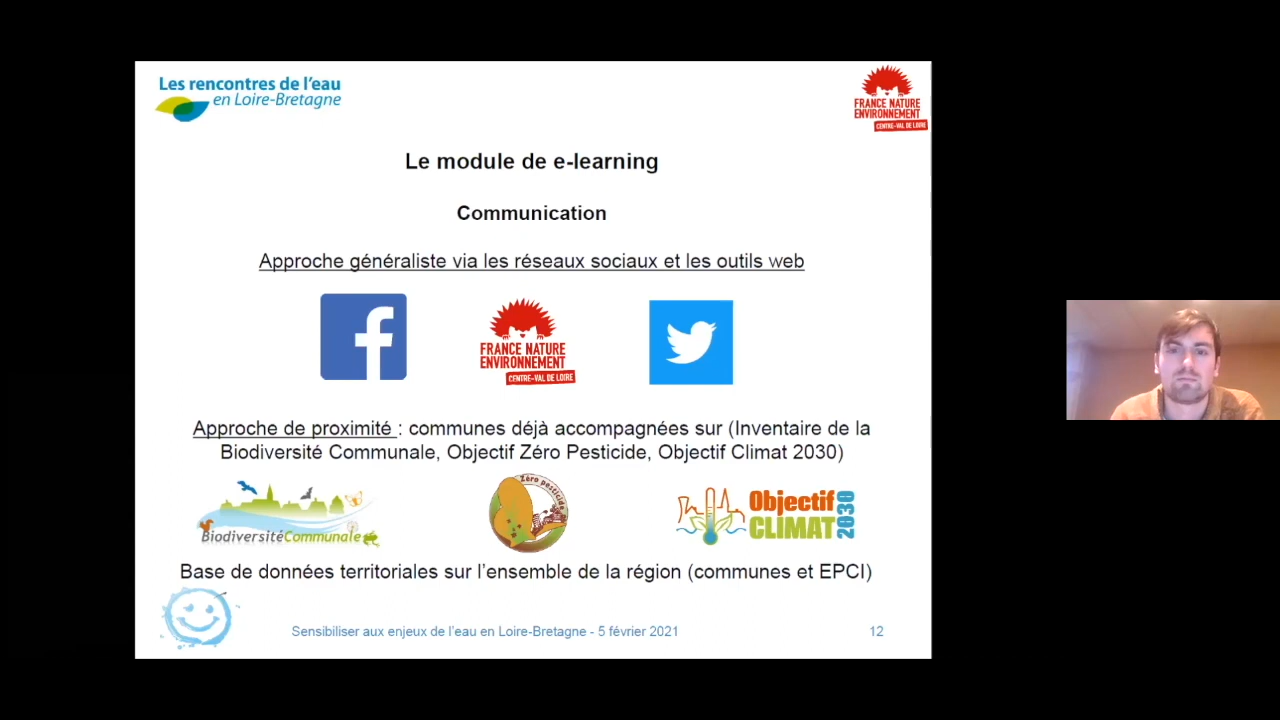 Les rencontres de l'eau
en Loire-Bretagne
FRANCE NATURE
ENVIRONNEMENT
CENTRE-VAL DE LOIRE
Le module de e-learning
Communication
Approche généraliste via les réseaux sociaux et les outils web
f
FRANCE NATURE
ENVIRONNEMENT
CENTRE-VAL DE LOIRE
Approche de proximité : communes déjà accompagnées sur (Inventaire de la
Biodiversité Communale, Objectif Zéro Pesticide, Objectif Climat 2030)
BiodiversitéCommunale
Zéro pesticide
Objectif
CLIMAT
2030
Base de données territoriales sur l'ensemble de la région (communes et EPCI)
Sensibiliser aux enjeux de l'eau en Loire-Bretagne - 5 février 2021
12